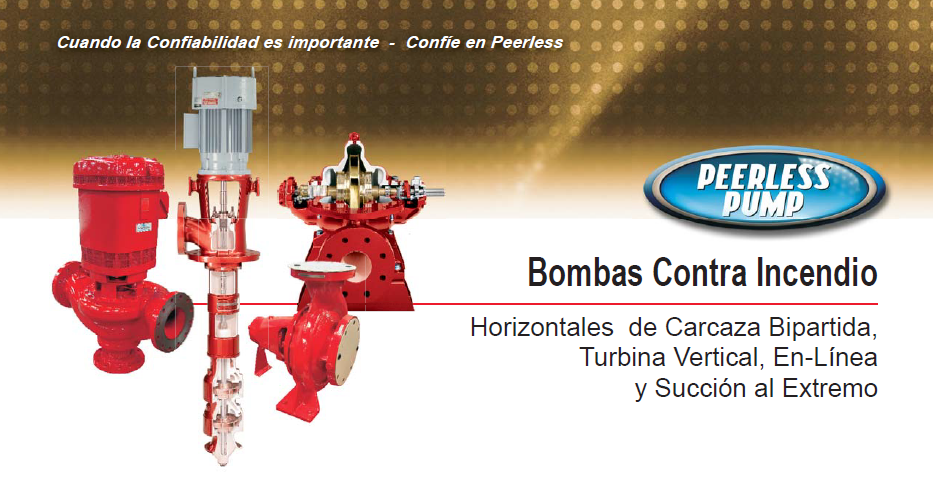 Cuando la Confiabilidad es importante - Confíe en Peerless
PEERLESS
PUMP
Bombas Contra Incendio
Horizontales de Carcaza Bipartida,
Turbina Vertical, En-Línea
y Succión al Extremo